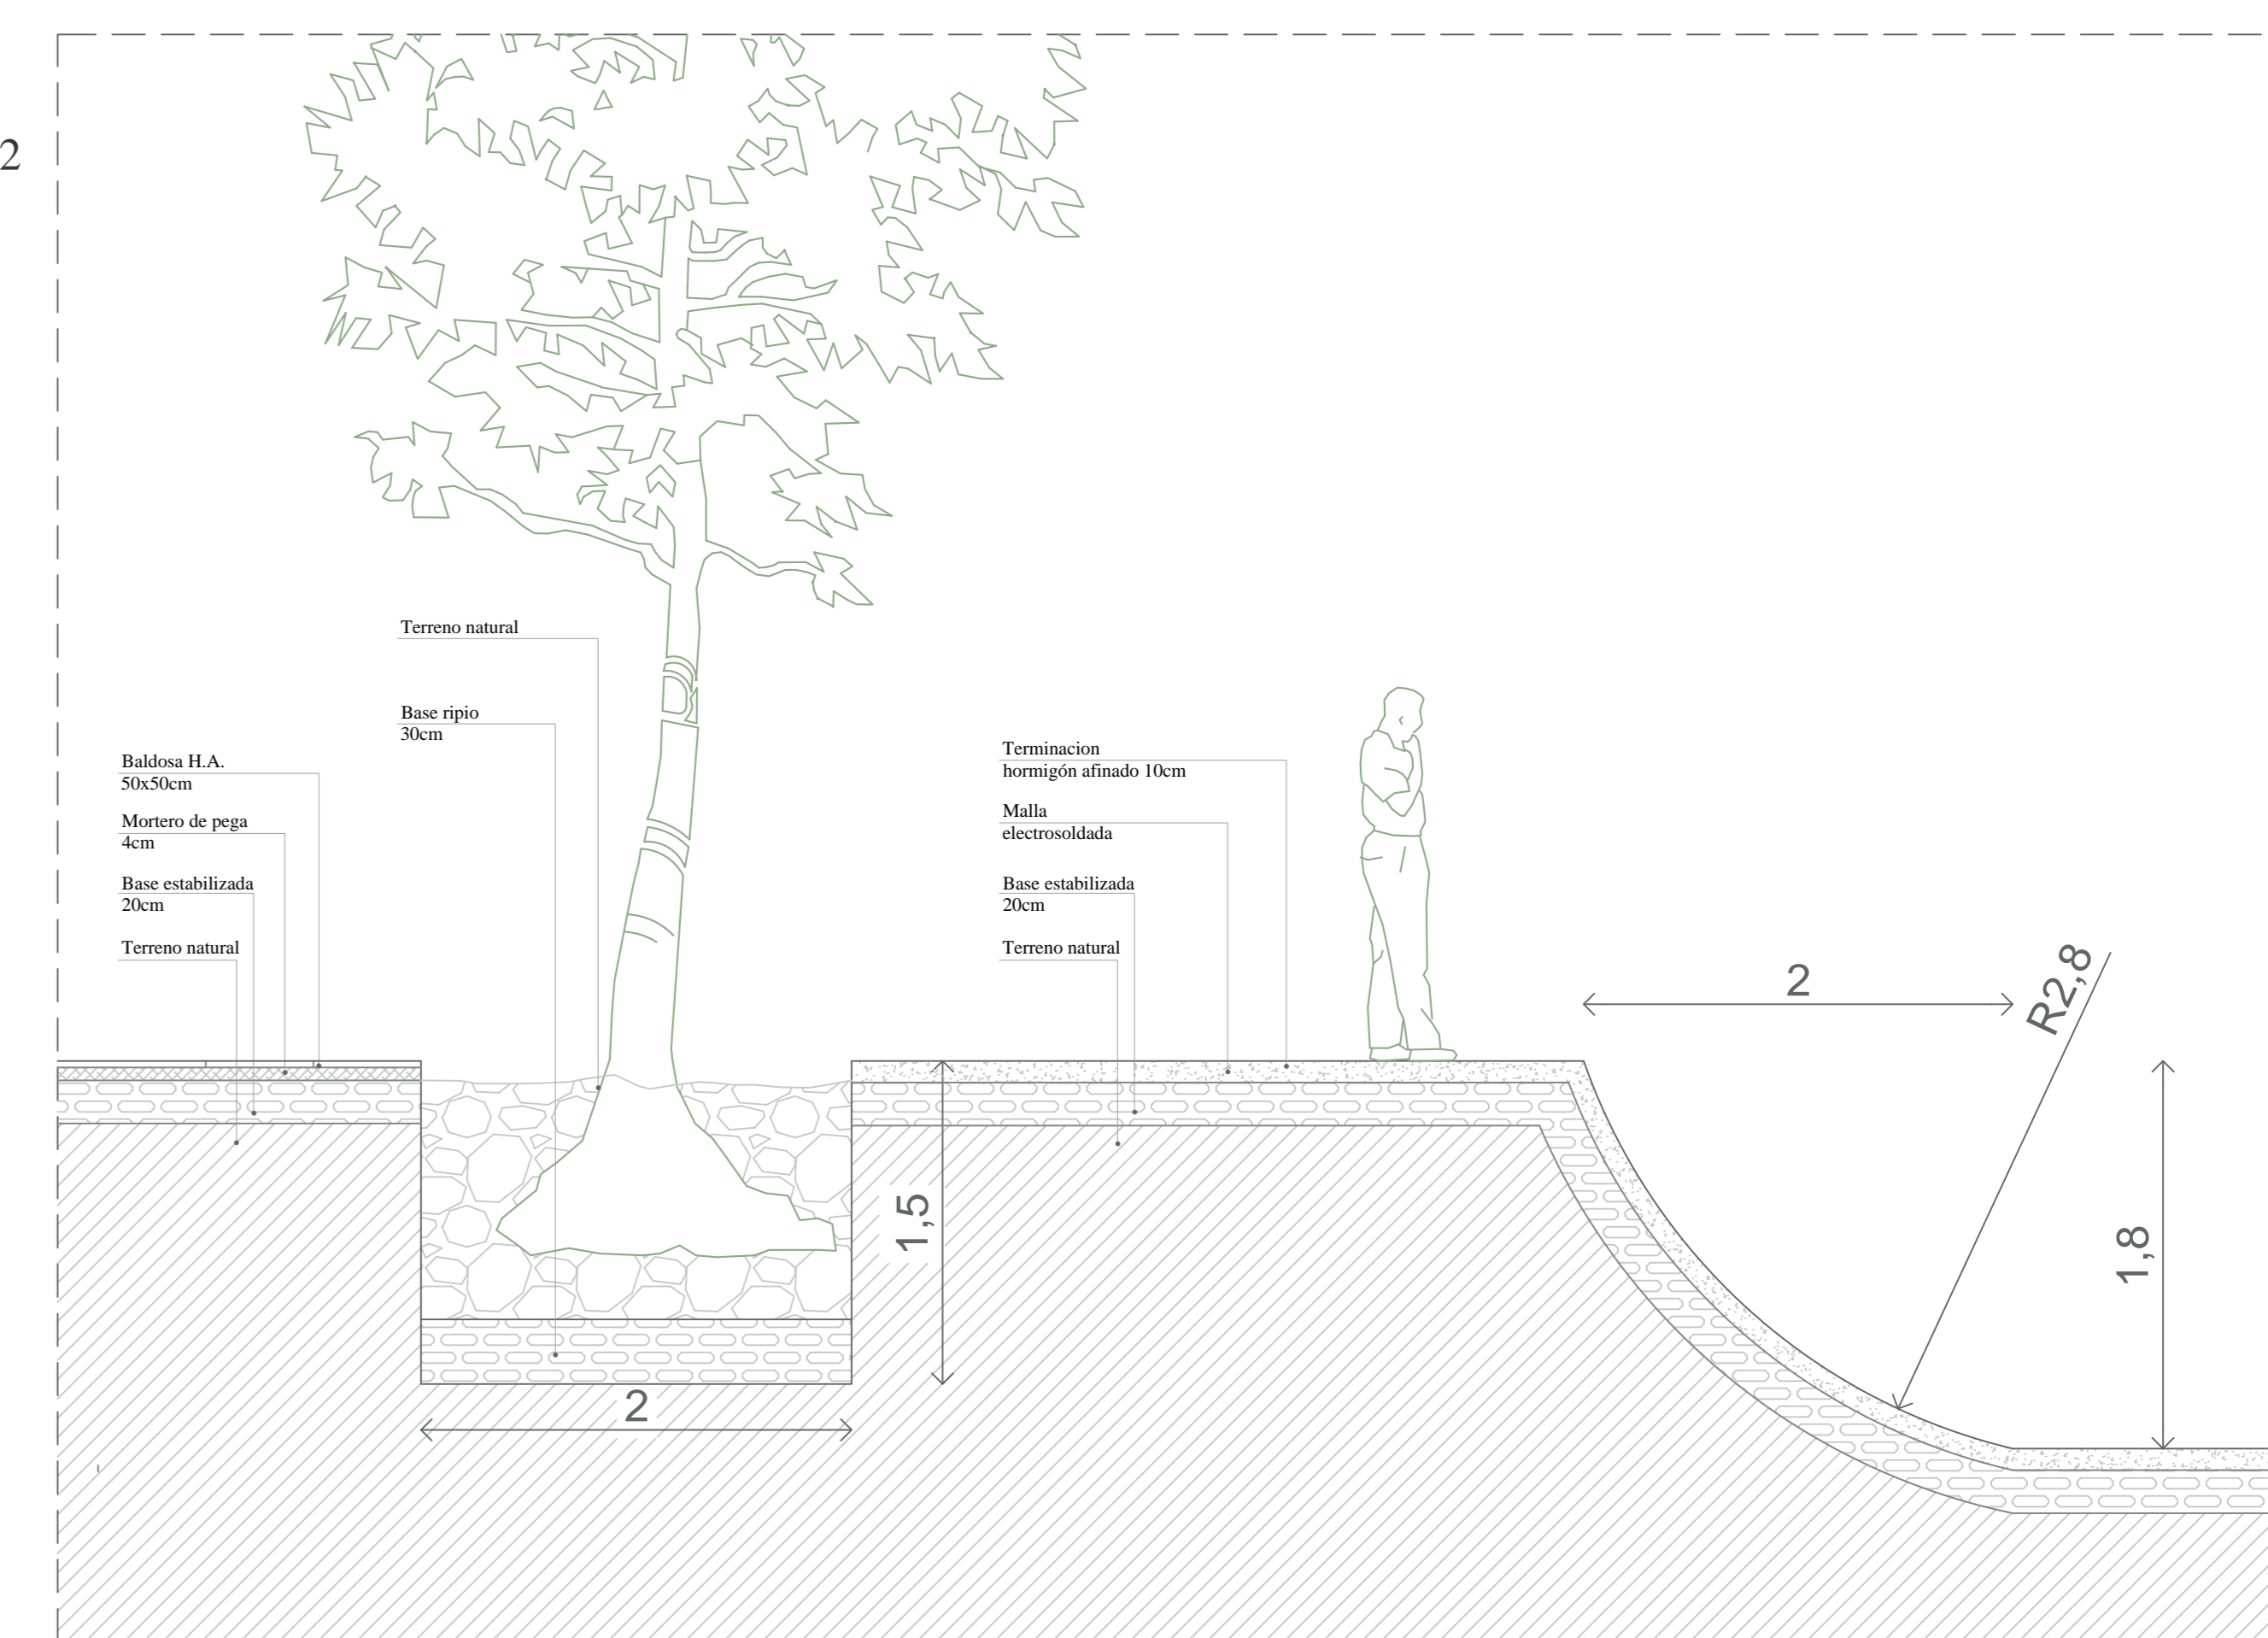 2
Terreno natural
Base ripio
30cm
Baldosa H.A.
50x50cm
Mortero de pega
4cm
Base estabilizada
20cm
Terreno natural
Terminacion
hormigón afinado 10cm
Malla
electrosoldada
Base estabilizada
20cm
Terreno natural
2
R2,8
1,5
1,8
2